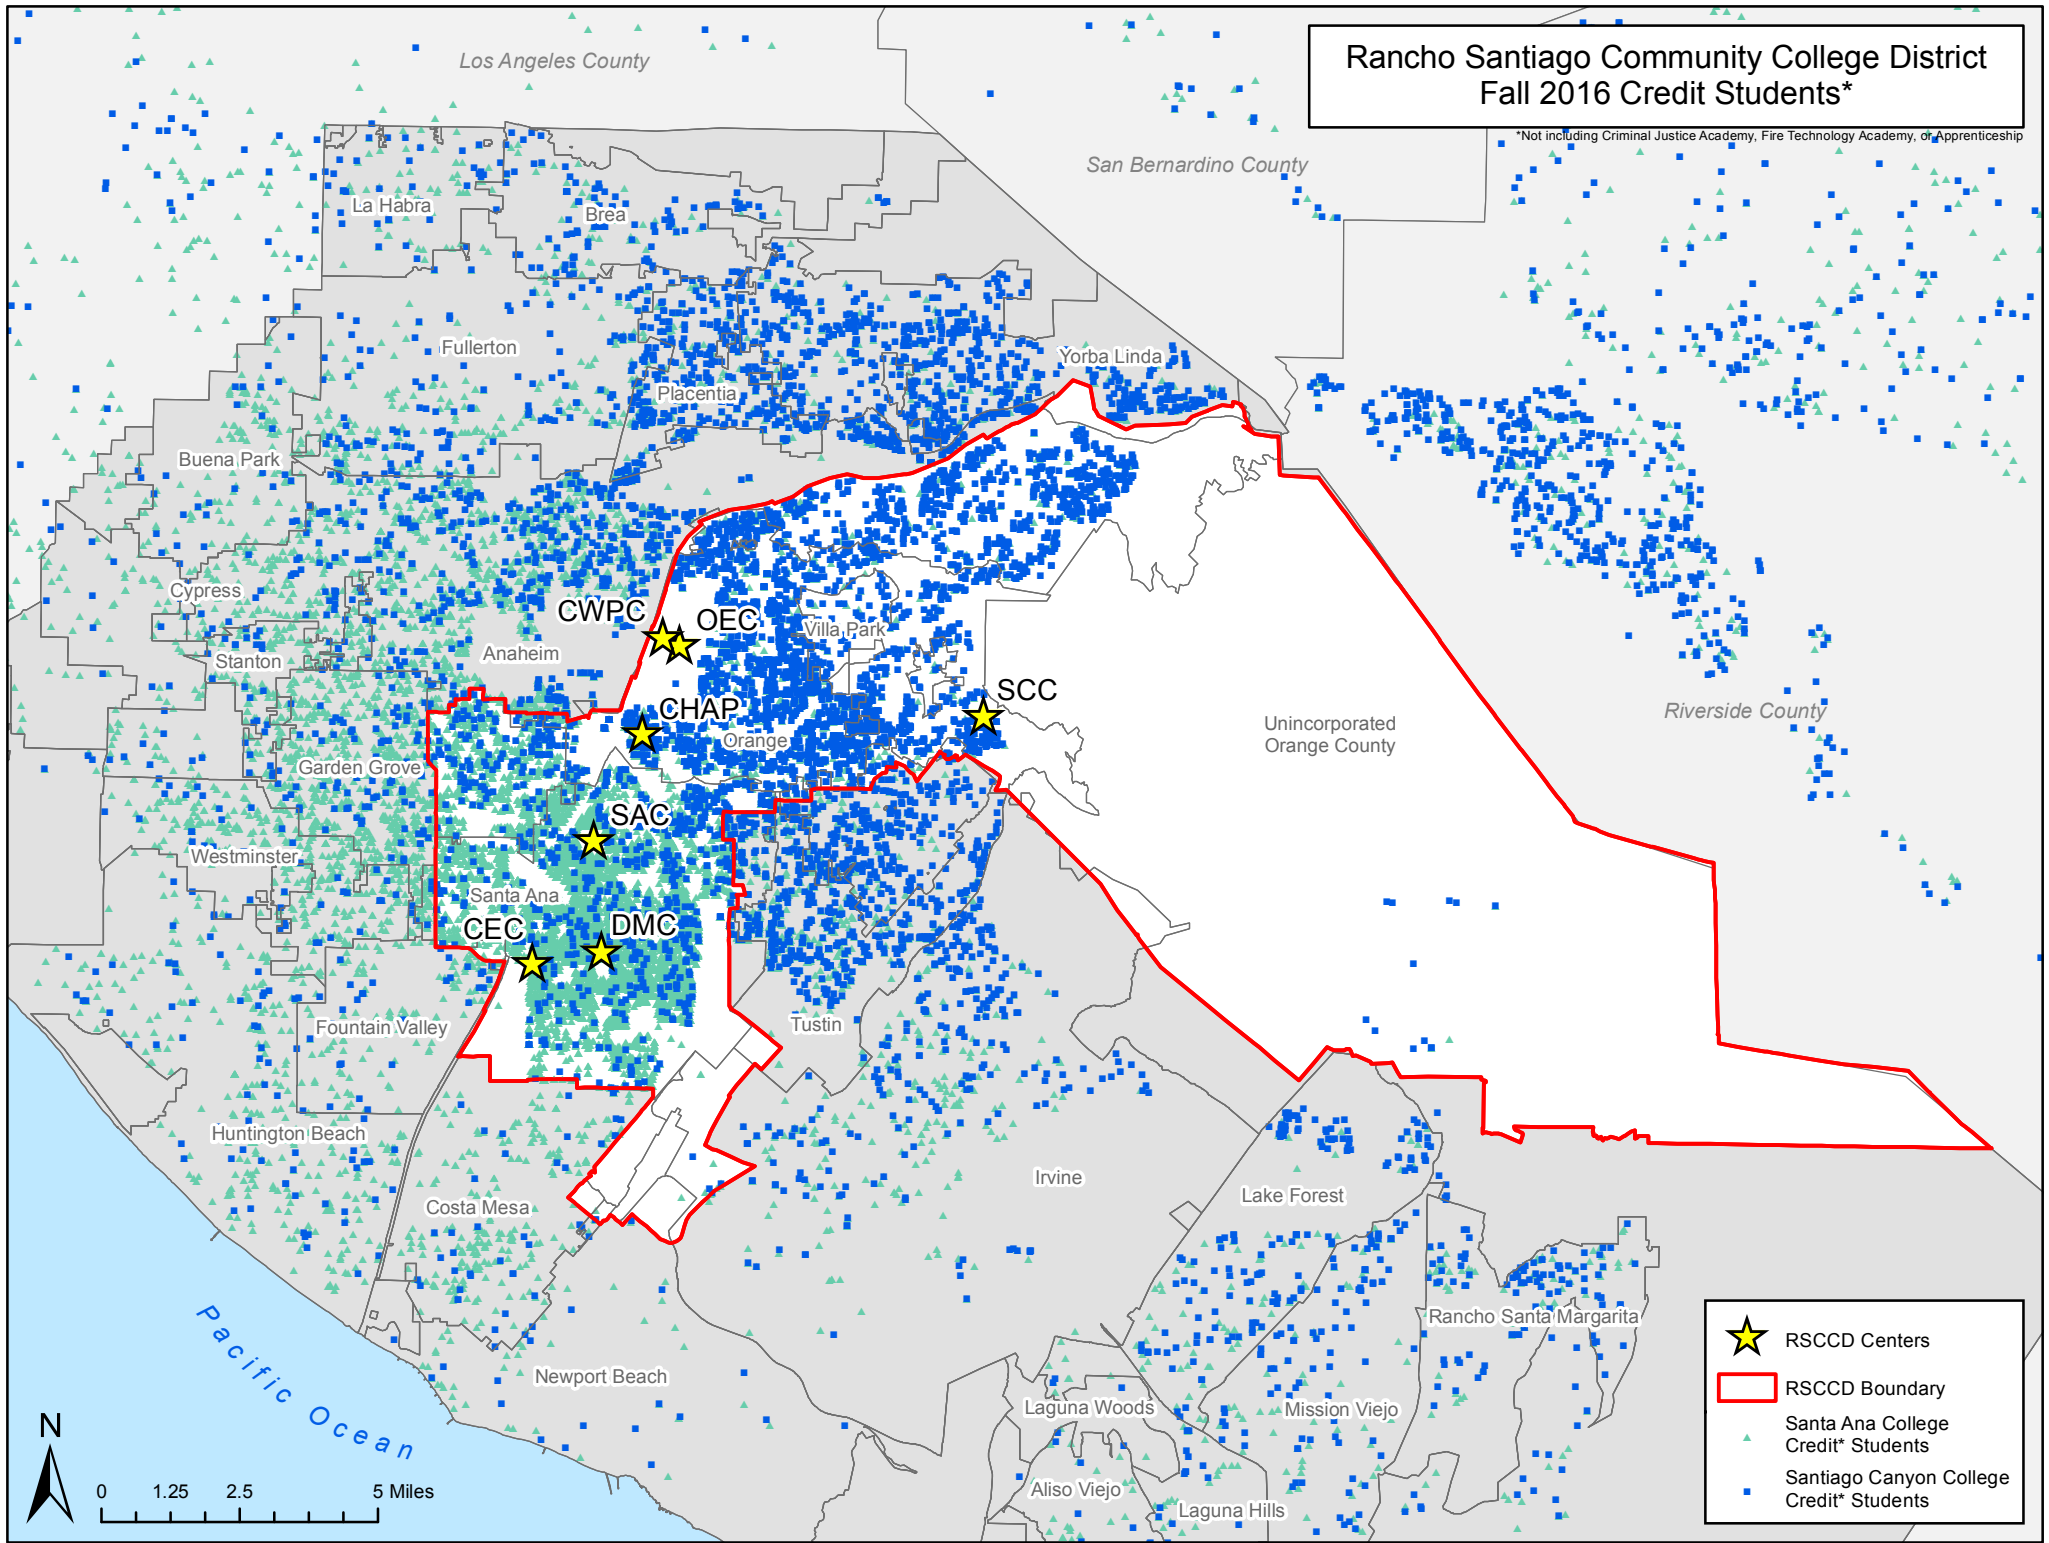 Rancho Santiago Community College District
Fall 2016 Credit Students*
*Not including Criminal Justice Academy, Fire Technology Academy, or Apprenticeship
Los Angeles County
San Bernardino County
La Habra
Brea
Fullerton
Yorba Linda
Placentia
Buena Park
Cypress
CWPC
OEC
Villa Park
Anaheim
Stanton
SCC
CHAP
Orange
Riverside County
Unincorporated
Orange County
Garden Grove
SAC
Westminster
Santa Ana
CEC
DMC
Fountain Valley
Tustin
Huntington Beach
Irvine
Lake Forest
Costa Mesa
Rancho Santa Margarita
Newport Beach
Laguna Woods
Mission Viejo
Aliso Viejo
Laguna Hills
Pacific Ocean
N
0 1.25 2.5 5 Miles
RSCCD Centers
RSCCD Boundary
Santa Ana College
Credit* Students
Santiago Canyon College
Credit* Students